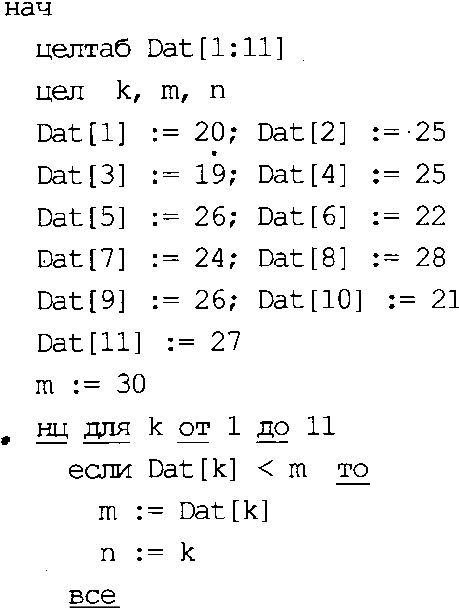 нач
целтаб Dat[1:11]
цел k, m, n
Dat[1] := 20; Dat[2] := 25
Dat[3] := 19; Dat[4] := 25
Dat[5] := 26; Dat[6] := 22
Dat[7] := 24; Dat[8] := 28
Dat[9] := 26; Dat[10] := 21
Dat[11] := 27
m := 30
нц для k от 1 до 11
если Dat[k] < m то
m := Dat[k]
n := k
все